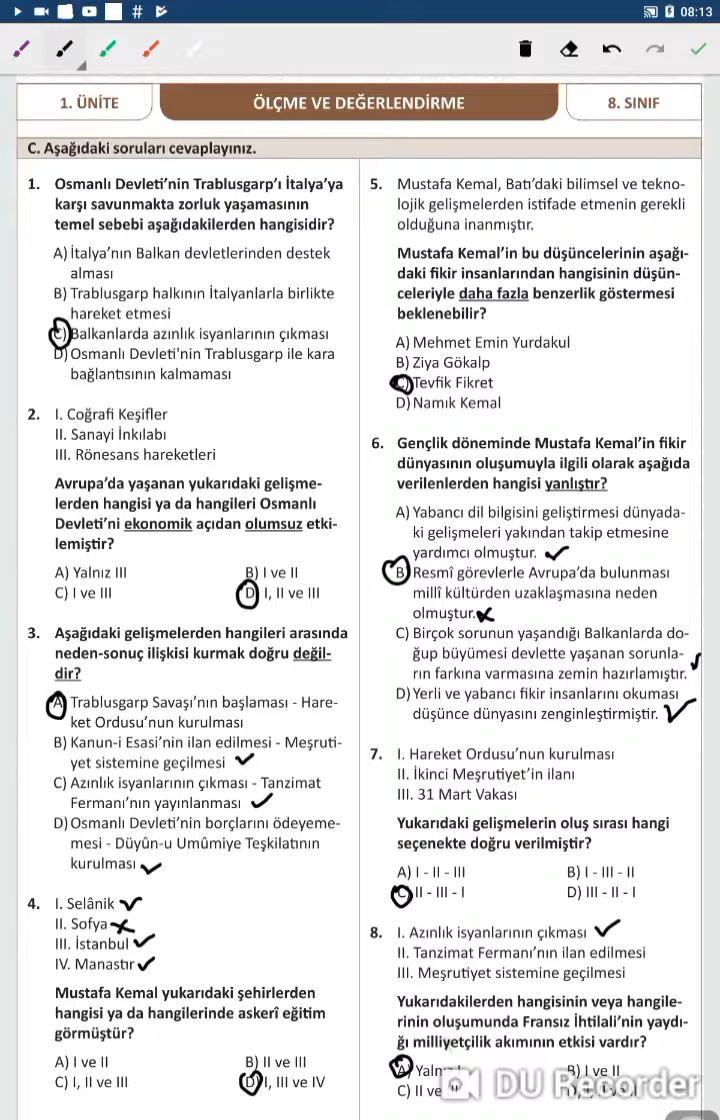 08:13
1. ÜNİTE
ÖLÇME VE DEĞERLENDİRME
8. SINIF
C. Aşağıdaki soruları cevaplayınız.
1. Osmanlı Devleti’nin Trablusgarp’ı İtalya’ya
karşı savunmakta zorluk yaşamasının
temel sebebi aşağıdakilerden hangisidir?
A) İtalya’nın Balkan devletlerinden destek
alması
B) Trablusgarp halkının İtalyanlarla birlikte
hareket etmesi
C) Balkanlarda azınlık isyanlarının çıkması
D) Osmanlı Devleti'nin Trablusgarp ile kara
bağlantısının kalmaması
2. I. Coğrafi Keşifler
II. Sanayi İnkılabı
III. Rönesans hareketleri
Avrupa’da yaşanan yukarıdaki gelişme-
lerden hangisi ya da hangileri Osmanlı
Devleti’ni ekonomik açıdan olumsuz etki-
lemiştir?
A) Yalnız III
B) I ve II
C) I ve III
D) I, II ve III
3. Aşağıdaki gelişmelerden hangileri arasında
neden-sonuç ilişkisi kurmak doğru değil-
dir?
A) Trablusgarp Savaşı’nın başlaması - Hare-
ket Ordusu’nun kurulması
B) Kanun-i Esasi’nin ilan edilmesi - Meşruti-
yet sistemine geçilmesi
C) Azınlık isyanlarının çıkması - Tanzimat
Fermanı’nın yayınlanması
D) Osmanlı Devleti’nin borçlarını ödeyeme-
mesi - Düyûn-u Umûmiye Teşkilatının
kurulması
4. I. Selânik
II. Sofya
III. İstanbul
IV. Manastır
Mustafa Kemal yukarıdaki şehirlerden
hangisi ya da hangilerinde askerî eğitim
görmüştür?
A) I ve II
B) II ve III
C) I, II ve III
D) I, III ve IV
5. Mustafa Kemal, Batı’daki bilimsel ve tekno-
lojik gelişmelerden istifade etmenin gerekli
olduğuna inanmıştır.
Mustafa Kemal’in bu düşüncelerinin aşağı-
daki fikir insanlarından hangisinin düşün-
celeriyle daha fazla benzerlik göstermesi
beklenebilir?
A) Mehmet Emin Yurdakul
B) Ziya Gökalp
C) Tevfik Fikret
D) Namık Kemal
6. Gençlik döneminde Mustafa Kemal’in fikir
dünyasının oluşumuyla ilgili olarak aşağıda
verilenlerden hangisi yanlıştır?
A) Yabancı dil bilgisini geliştirmesi dünyada-
ki gelişmeleri yakından takip etmesine
yardımcı olmuştur.
B) Resmî görevlerle Avrupa’da bulunması
millî kültürden uzaklaşmasına neden
olmuştur.
C) Birçok sorunun yaşandığı Balkanlarda do-
ğup büyümesi devlette yaşanan sorunla-
rın farkına varmasına zemin hazırlamıştır.
D) Yerli ve yabancı fikir insanlarını okuması
düşünce dünyasını zenginleştirmiştir.
7. I. Hareket Ordusu’nun kurulması
II. İkinci Meşrutiyet’in ilanı
III. 31 Mart Vakası
Yukarıdaki gelişmelerin oluş sırası hangi
seçenekte doğru verilmiştir?
A) I - II - III
B) I - III - II
C) II - III - I
D) III - II - I
8. I. Azınlık isyanlarının çıkması
II. Tanzimat Fermanı’nın ilan edilmesi
III. Meşrutiyet sistemine geçilmesi
Yukarıdakilerden hangisinin veya hangile-
rinin oluşumunda Fransız İhtilali’nin yaydı-
ğı milliyetçilik akımının etkisi vardır?
A) Yalnız I
B) I ve II
C) II ve III
DU Recorder